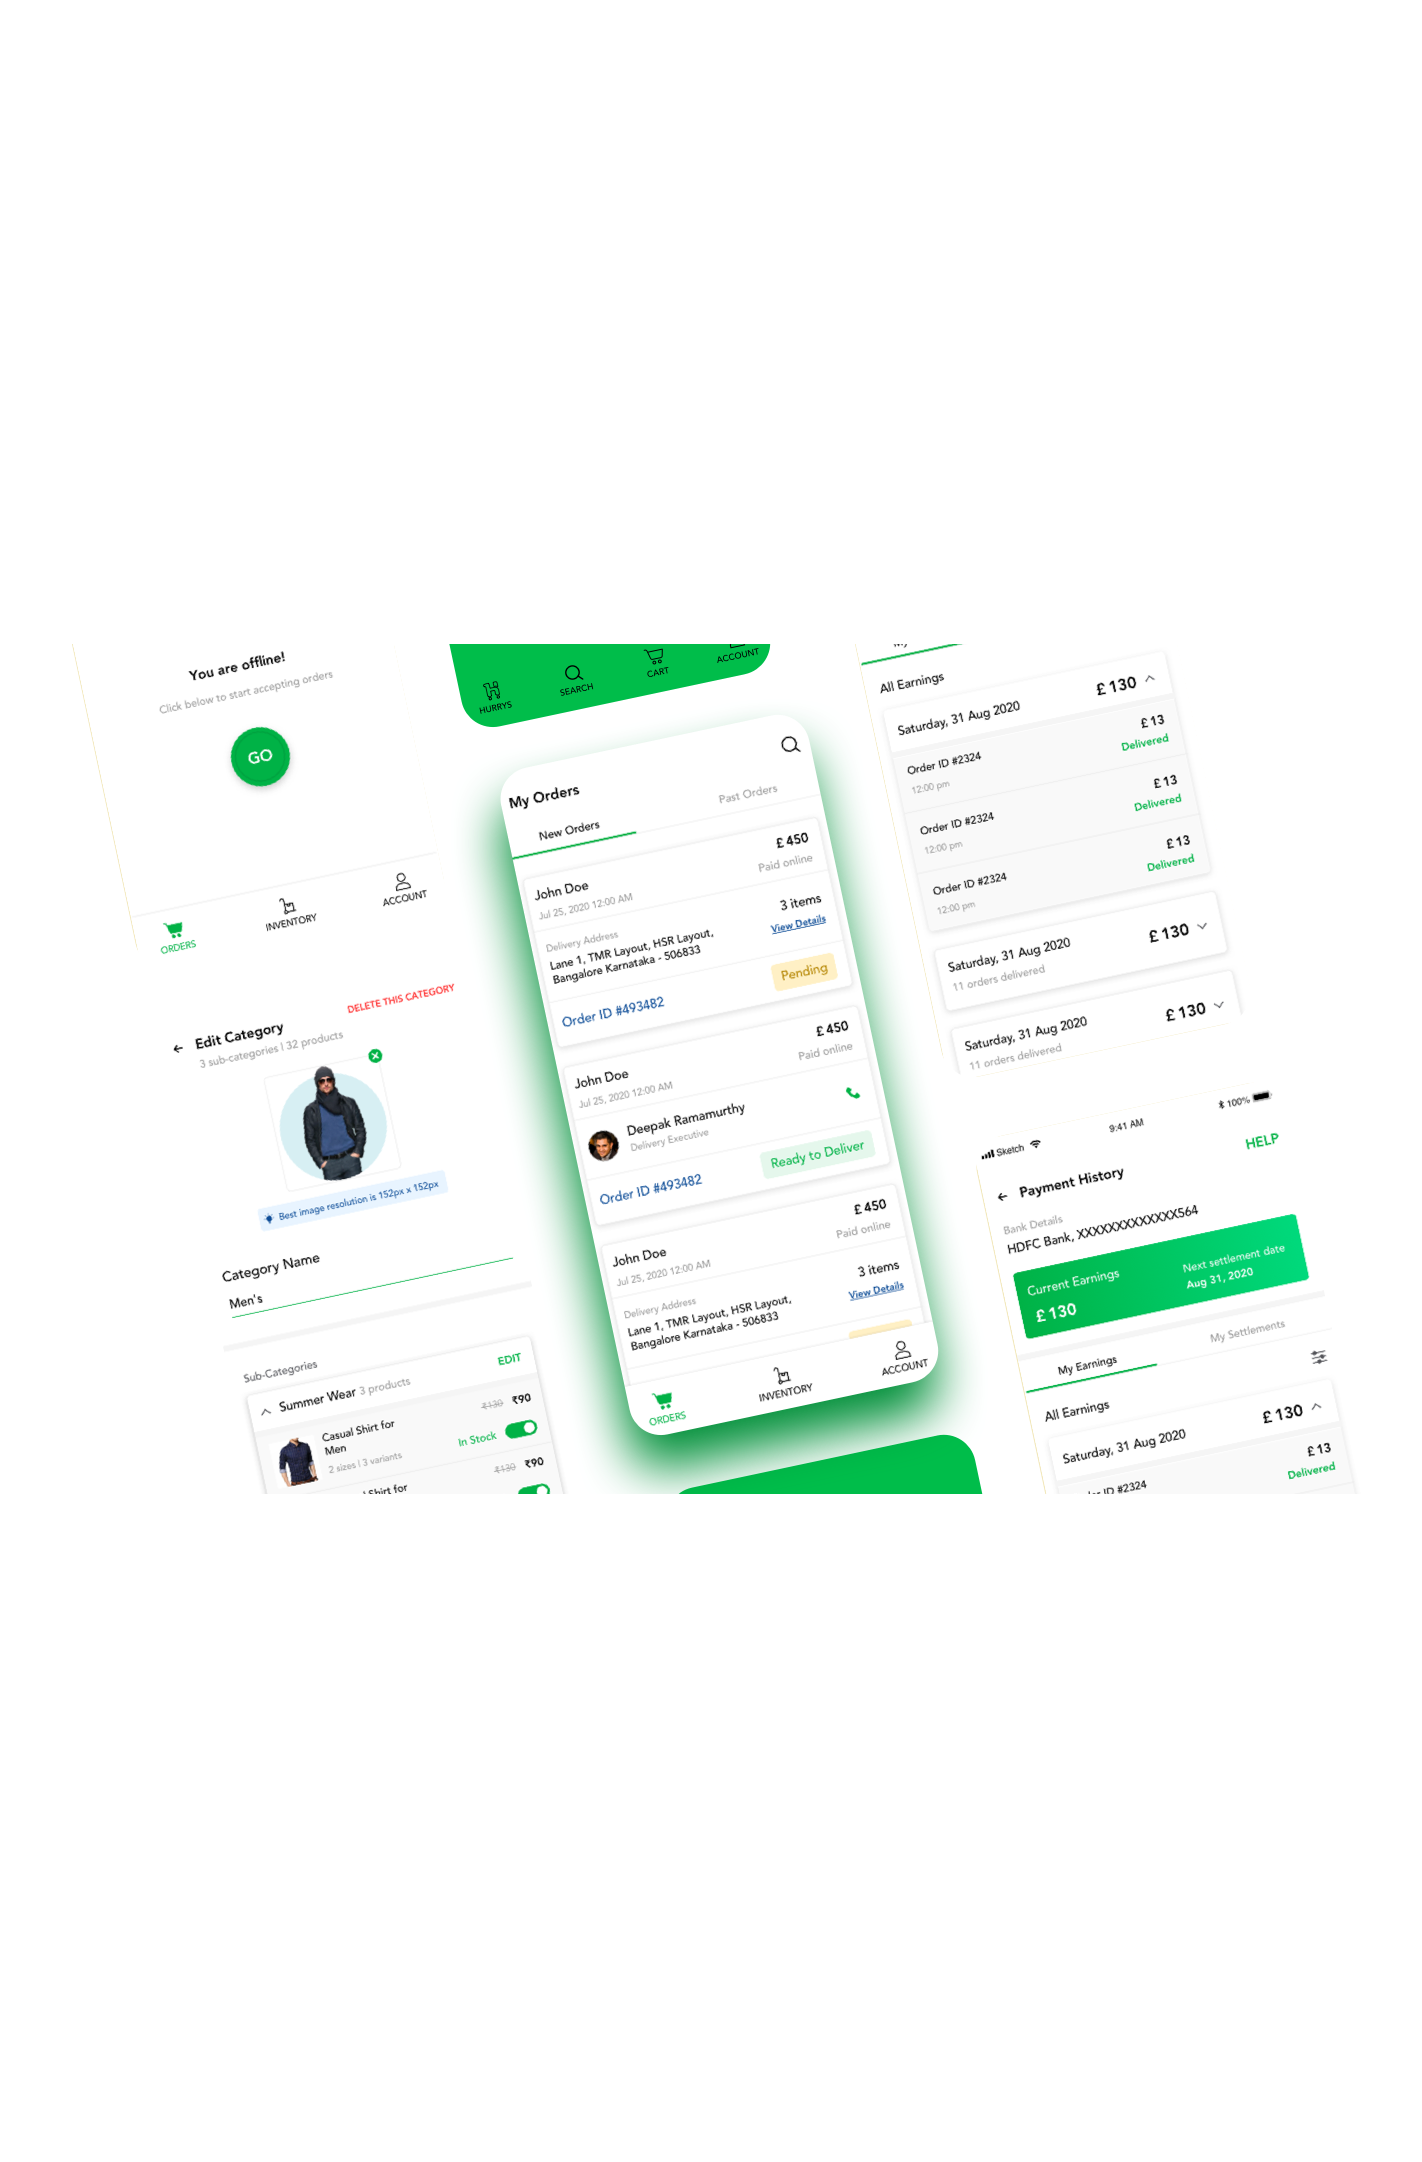 You are offline!
Click below to start accepting orders
GO
ORDERS
INVENTORY
ACCOUNT
HURRYS
SEARCH
CART
ACCOUNT
DELETE THIS CATEGORY
Edit Category
3 sub-categories | 32 products
Best image resolution is 152px x 152px
Category Name
Men's
Sub-Categories
EDIT
Summer Wear 3 products
Casual Shirt for
Men
₹130 ₹90
2 sizes | 3 variants
In Stock
Shirt for
₹130 ₹90
My Orders
New Orders
Past Orders
John Doe
£ 450
Jul 25, 2020 12:00 AM
Paid online
Delivery Address
3 items
Lane 1, TMR Layout, HSR Layout,
Bangalore Karnataka - 506833
View Details
Order ID #493482
Pending
John Doe
£ 450
Jul 25, 2020 12:00 AM
Paid online
Deepak Ramamurthy
Delivery Executive
Order ID #493482
Ready to Deliver
John Doe
£ 450
Jul 25, 2020 12:00 AM
Paid online
Delivery Address
3 items
Lane 1, TMR Layout, HSR Layout,
Bangalore Karnataka - 506833
View Details
ORDERS
INVENTORY
ACCOUNT
All Earnings
Saturday, 31 Aug 2020
£ 130
Order ID #2324
£ 13
12:00 pm
Delivered
Order ID #2324
£ 13
12:00 pm
Delivered
Order ID #2324
£ 13
12:00 pm
Delivered
Saturday, 31 Aug 2020
£ 130
11 orders delivered
Saturday, 31 Aug 2020
£ 130
11 orders delivered
Sketch
9:41 AM
100%
Payment History
HELP
Bank Details
HDFC Bank, XXXXXXXXXXXXX564
Current Earnings
£ 130
Next settlement date
Aug 31, 2020
My Earnings
My Settlements
All Earnings
Saturday, 31 Aug 2020
£ 130
ID #2324
£ 13
Delivered